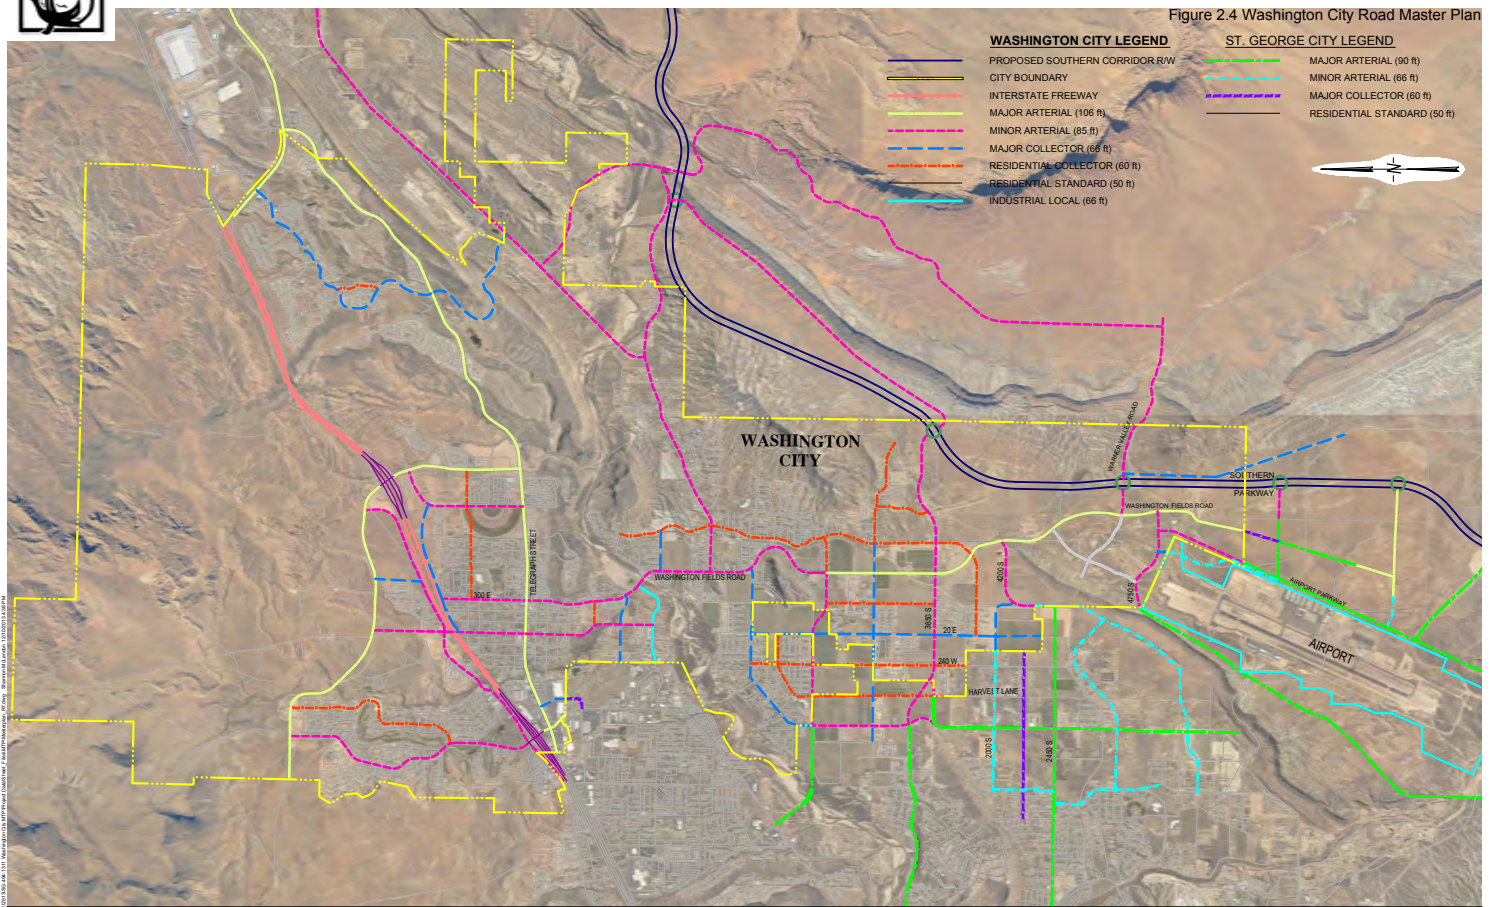 Figure 2.4 Washington City Road Master Plan
WASHINGTON CITY LEGEND
PROPOSED SOUTHERN CORRIDOR R/W
CITY BOUNDARY
INTERSTATE FREEWAY
MAJOR ARTERIAL (106 ft)
MINOR ARTERIAL (85 ft)
MAJOR COLLECTOR (66 ft)
RESIDENTIAL COLLECTOR (60 ft)
RESIDENTIAL STANDARD (50 ft)
INDUSTRIAL LOCAL (66 ft)
ST. GEORGE CITY LEGEND
MAJOR ARTERIAL (90 ft)
MINOR ARTERIAL (66 ft)
MAJOR COLLECTOR (60 ft)
RESIDENTIAL STANDARD (50 ft)
-N-
WASHINGTON
CITY
WARNER VALLEY ROAD
SOUTHERN
PARKWAY
WASHINGTON FIELDS ROAD
TELEGRAPH STREET
WASHINGTON FIELDS ROAD
300 E
4200 S
4750 S
AIRPORT PARKWAY
3650 S
20 E
240 W
HARVEST LANE
AIRPORT
2000 S
2450 S